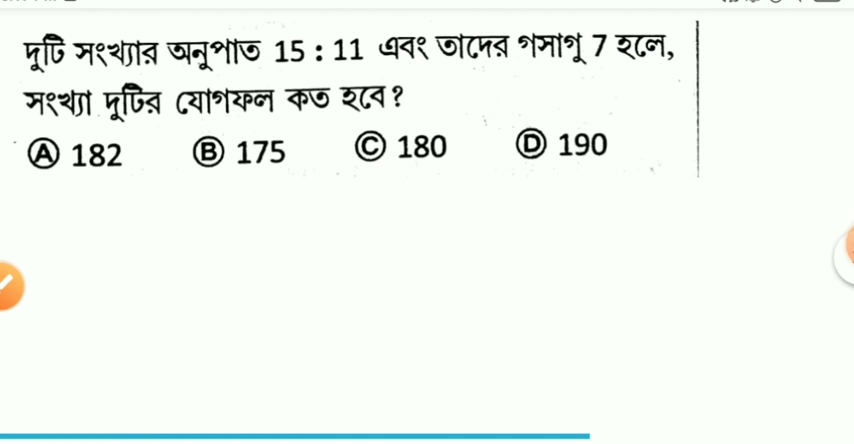 দুটি সংখ্যার অনুপাত 15 : 11 এবং তাদের গসাগু 7 হলে,
সংখ্যা দুটির যোগফল কত হবে?
Ⓐ 182 Ⓑ 175 Ⓒ 180 Ⓓ 190